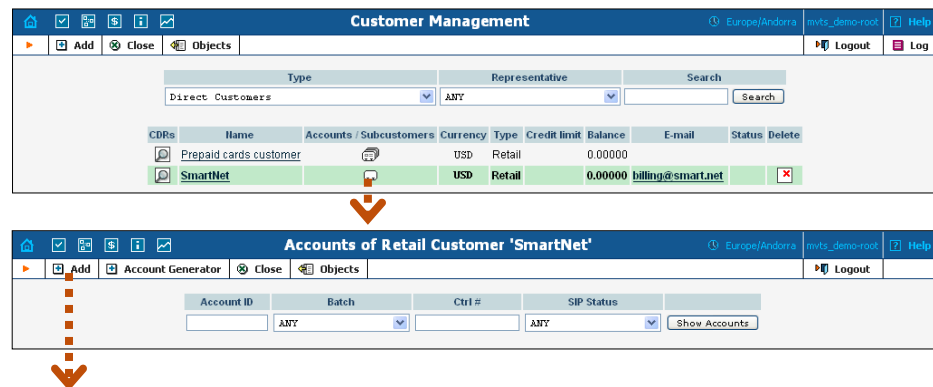 Customer Management
Europe/Andorra mvts_demo-root ? Help
Add Close Objects Logout Log
Type Representative Search
Direct Customers ANY Search
CDRs Name Accounts / Subcustomers Currency Type Credit limit Balance E-mail Status Delete
Prepaid cards customer USD Retail 0.00000
SmartNet USD Retail 0.00000 billing@smart.net
Accounts of Retail Customer 'SmartNet'
Europe/Andorra mvts_demo-root ? Help
Add Account Generator Close Objects Logout
Account ID Batch Ctrl # SIP Status
ANY ANY Show Accounts